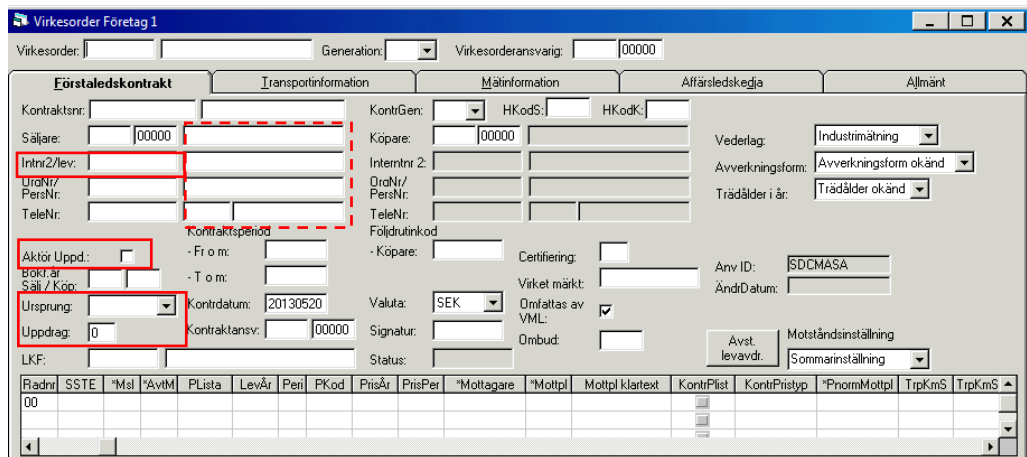 Virkesorder Företag 1
Virkesorder: Generation: Virkesorderansvarig: 00000
Förstaledskontrakt Transportinformation Mätinformation Affärsledskedja Allmänt
Kontraktsnr: KontrGen: HKodS: HKodK:
Säljare: 00000 Köpare: 00000 Vederlag: Industrimätning
Intnr2/lev: Interntnr 2: Avverkningsform: Avverkningsform okänd
OrgNr/ PersNr: OrgNr/ PersNr: Trädålder i år: Trädålder okänd
TeleNr: TeleNr:
Kontraktsperiod Följdrutinkod
Aktör Uppd.: - Fr o m: - Köpare: Certifiering: Anv ID: SDCMASA
Bokf.år Sälj / Köp: - T o m: Virket märkt: ÄndrDatum:
Ursprung: Kontrdatum: 20130520 Valuta: SEK Omfattas av VML:
Uppdrag: 0 Kontraktansv: 00000 Signatur: Ombud: Avst. levavdr. Motståndsinställning
LKF: Status: Sommarinställning
Radnr SSTE *Msl *AvtM PLista LevÅr Peri PKod PrisÅr PrisPer *Mottagare *Mottpl Mottpl klartext KontrPlist KontrPristyp *PnormMottpl TrpKmS TrpKmS
00